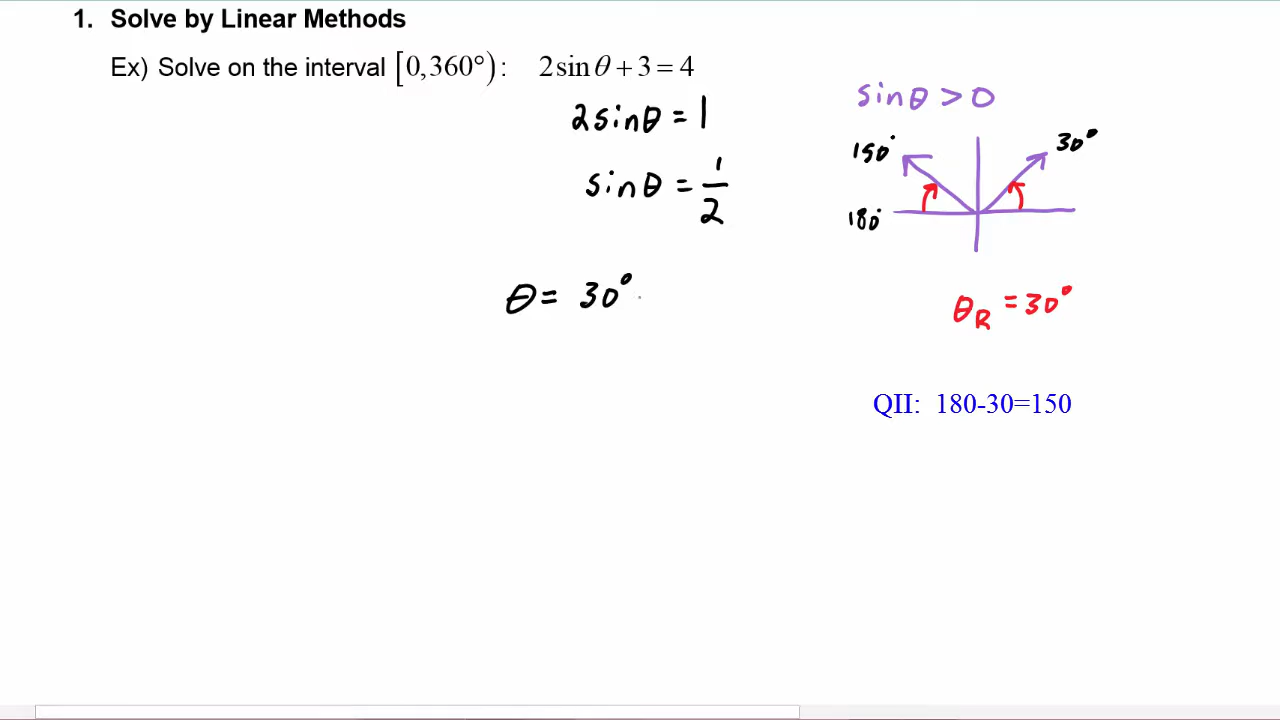 1. Solve by Linear Methods
Ex) Solve on the interval [0,360°): 2sinθ+3=4
2sinθ = 1
sinθ = 1/2
θ = 30°
sinθ > 0
150° 30°
180°
θR = 30°
QII: 180-30=150